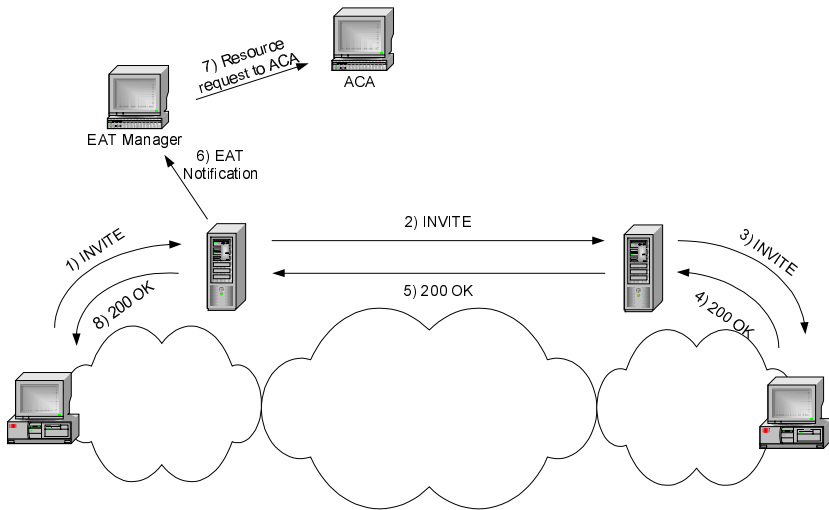 7) Resource
request to ACA
ACA
EAT Manager
6) EAT
Notification
2) INVITE
1) INVITE
3) INVITE
5) 200 OK
8) 200 OK
4) 200 OK